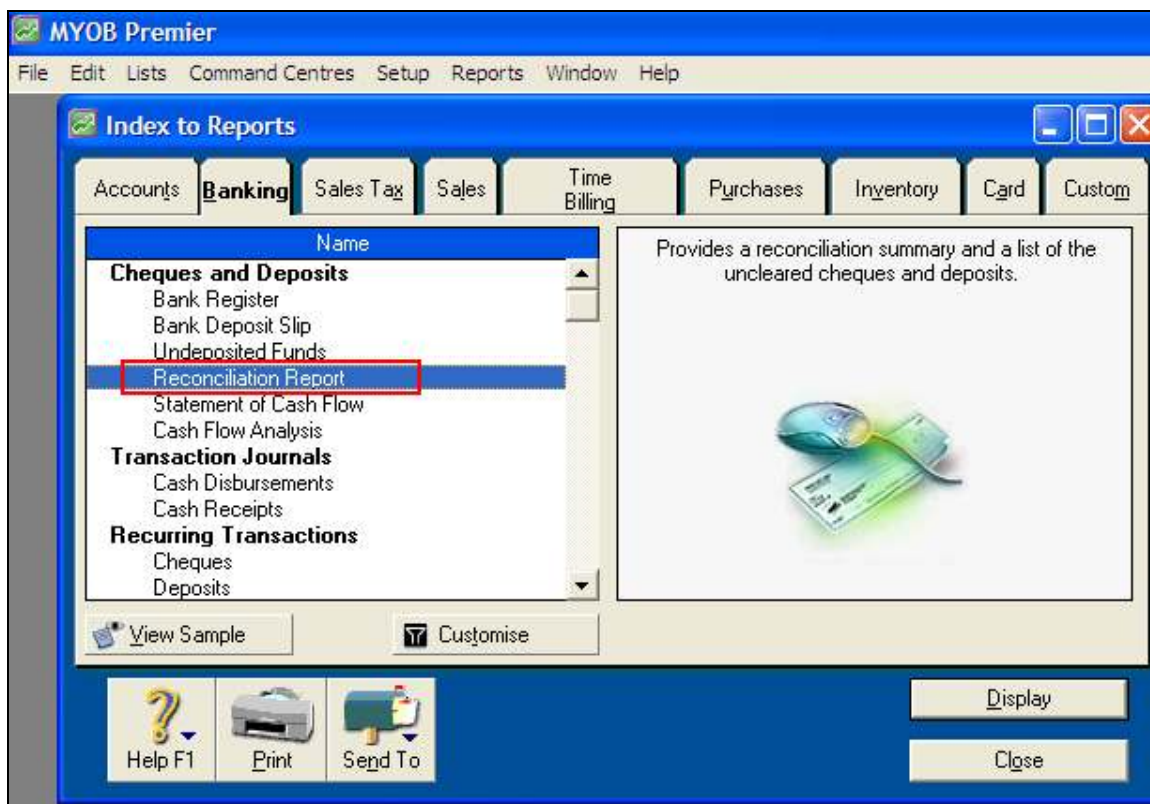 MYOB Premier
File Edit Lists Command Centres Setup Reports Window Help
Index to Reports
Accounts Banking Sales Tax Sales Time Billing Purchases Inventory Card Custom
Name
Cheques and Deposits
Bank Register
Bank Deposit Slip
Undeposited Funds
Reconciliation Report
Statement of Cash Flow
Cash Flow Analysis
Transaction Journals
Cash Disbursements
Cash Receipts
Recurring Transactions
Cheques
Deposits
Provides a reconciliation summary and a list of the
uncleared cheques and deposits.
View Sample Customise
Help F1 Print Send To
Display
Close